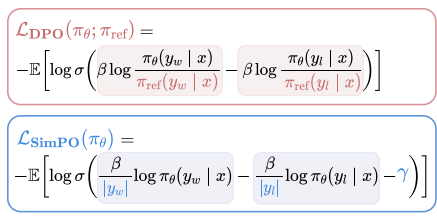 ℒ_DPO(π_θ; π_ref) =
−𝔼[log σ(β log π_θ(y_w | x) / π_ref(y_w | x) − β log π_θ(y_l | x) / π_ref(y_l | x))]
ℒ_SimPO(π_θ) =
−𝔼[log σ(β / |y_w| log π_θ(y_w | x) − β / |y_l| log π_θ(y_l | x) − γ)]